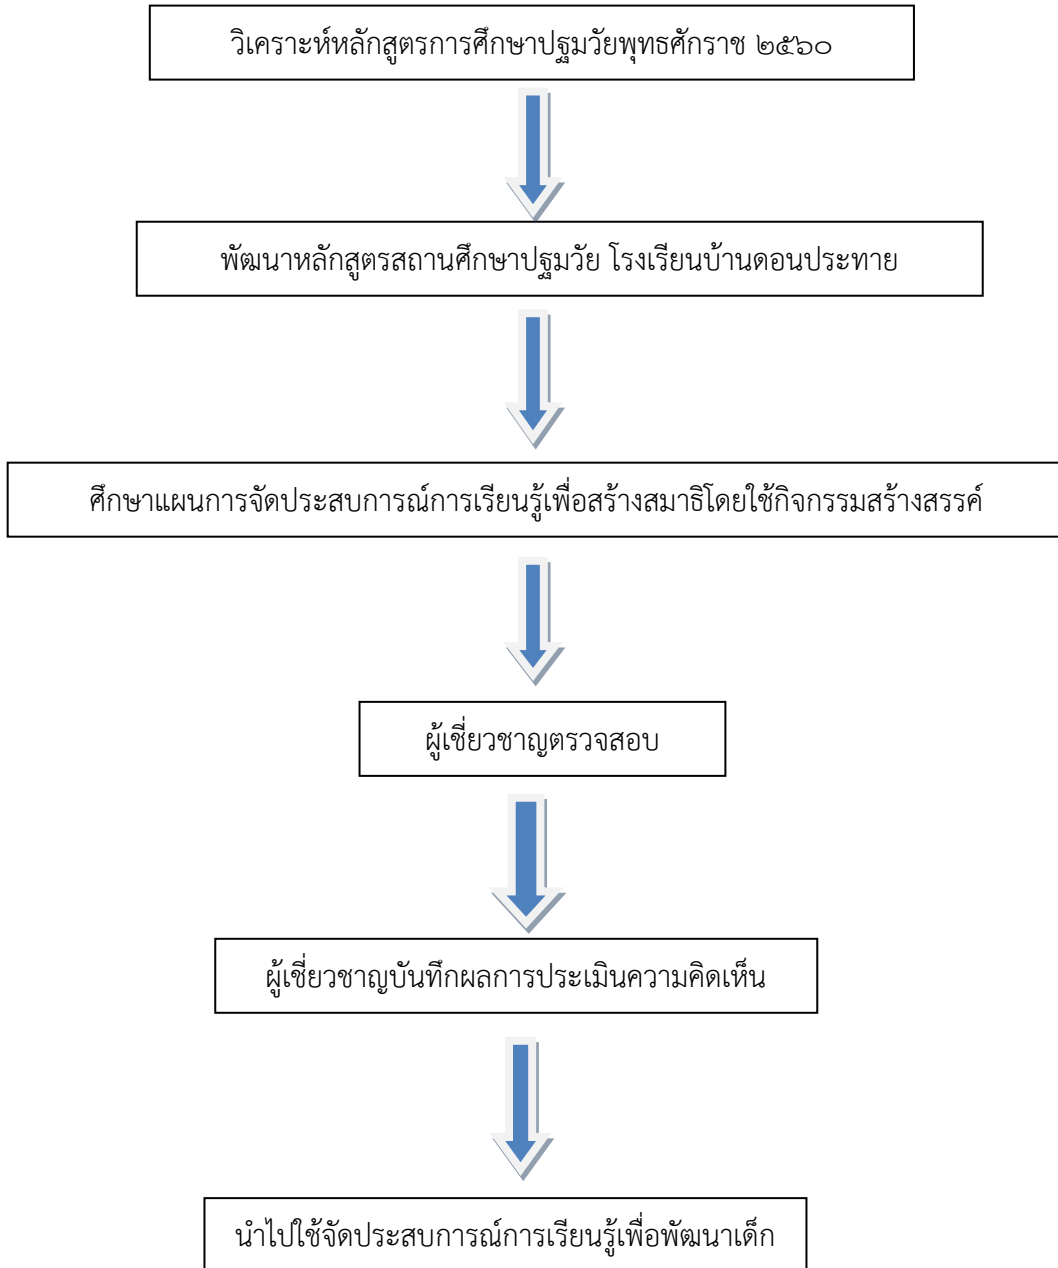 วิเคราะห์หลักสูตรการศึกษาปฐมวัยพุทธศักราช ๒๕๖๐
พัฒนาหลักสูตรสถานศึกษาปฐมวัย โรงเรียนบ้านดอนประทาย
ศึกษาแผนการจัดประสบการณ์การเรียนรู้เพื่อสร้างสมาธิโดยใช้กิจกรรมสร้างสรรค์
ผู้เชี่ยวชาญตรวจสอบ
ผู้เชี่ยวชาญบันทึกผลการประเมินความคิดเห็น
นำไปใช้จัดประสบการณ์การเรียนรู้เพื่อพัฒนาเด็ก